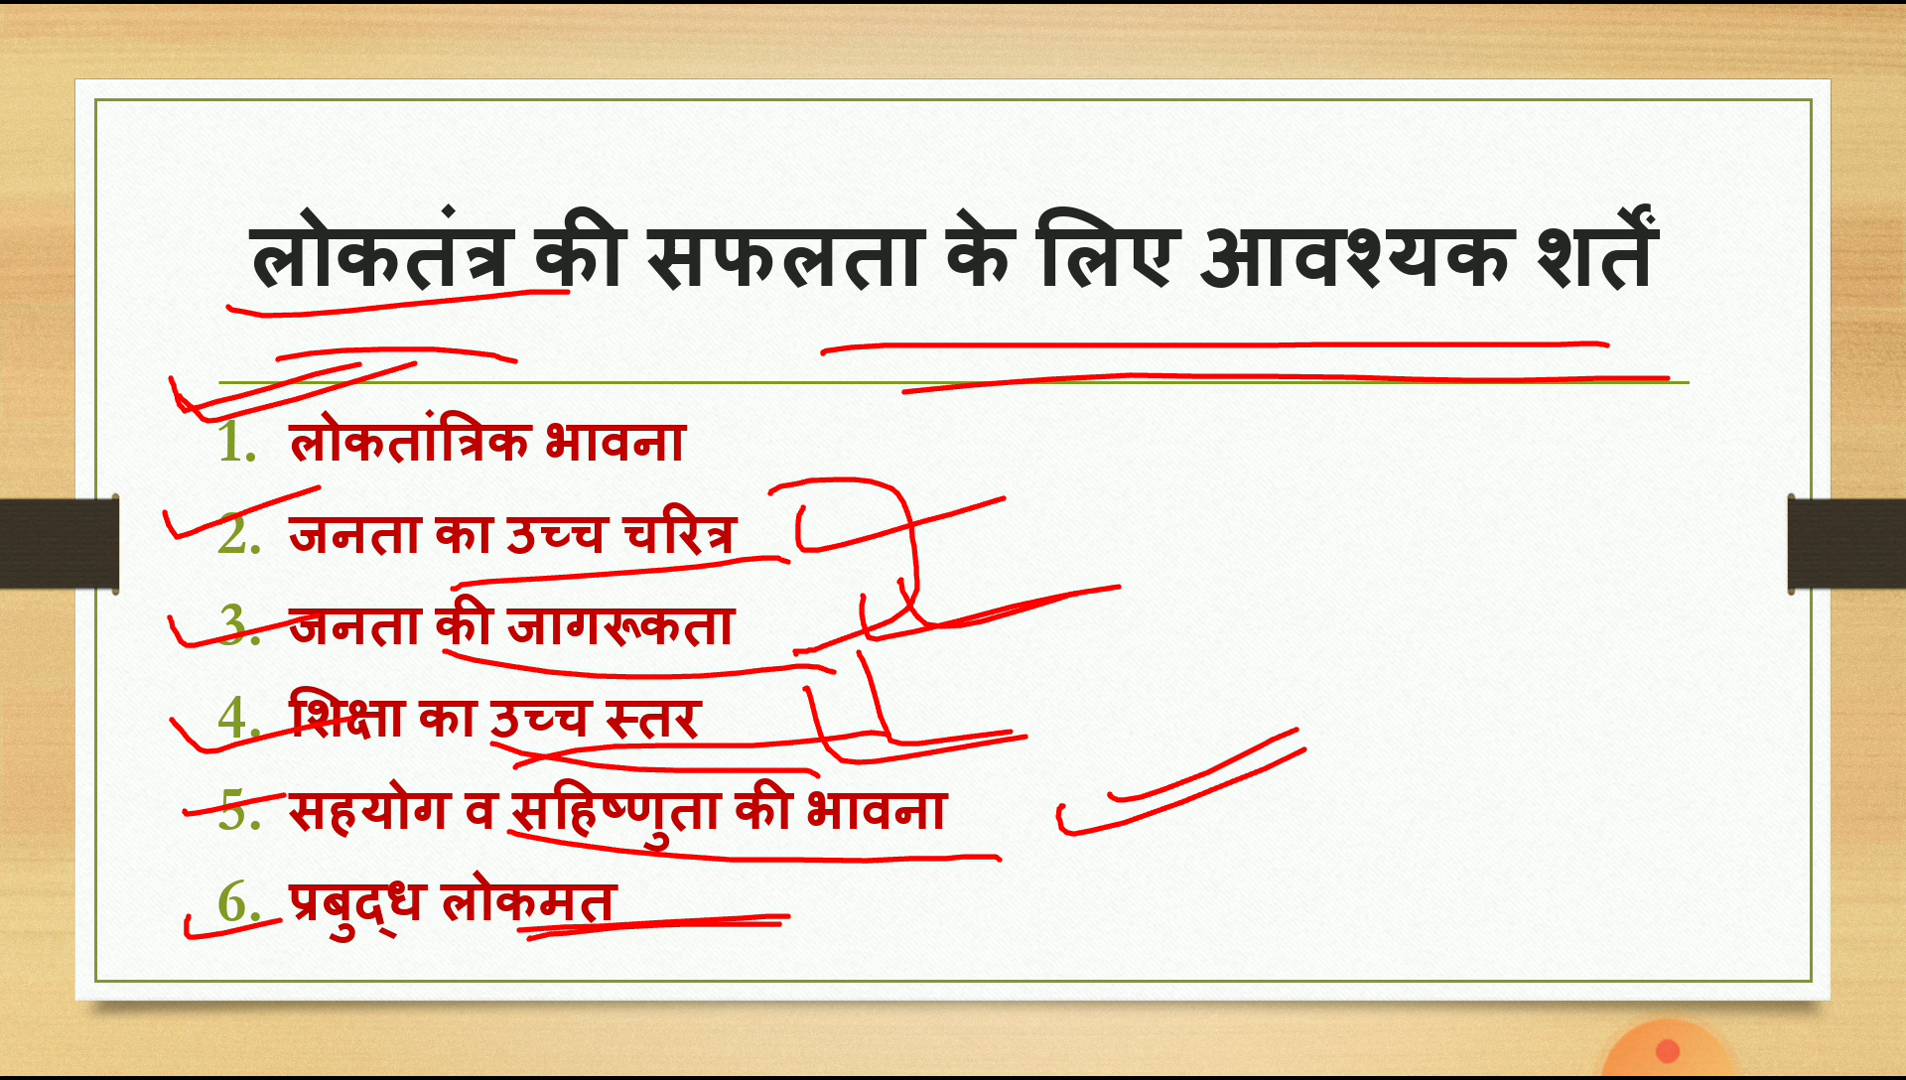 लोकतंत्र की सफलता के लिए आवश्यक शर्तें
1. लोकतांत्रिक भावना
2. जनता का उच्च चरित्र
3. जनता की जागरूकता
4. शिक्षा का उच्च स्तर
5. सहयोग व सहिष्णुता की भावना
6. प्रबुद्ध लोकमत